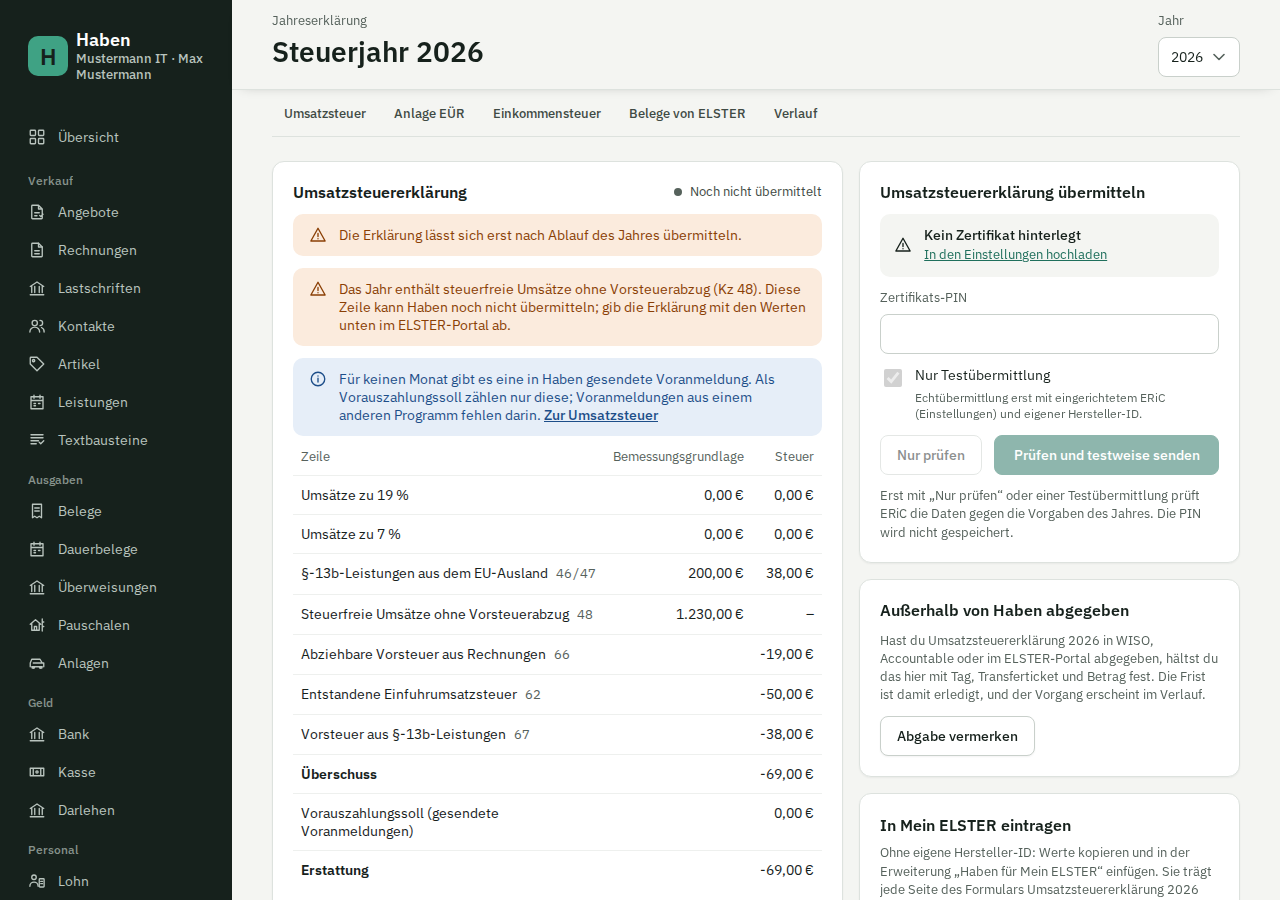 H
Haben
Mustermann IT · Max
Mustermann
Übersicht
Verkauf
Angebote
Rechnungen
Lastschriften
Kontakte
Artikel
Leistungen
Textbausteine
Ausgaben
Belege
Dauerbelege
Überweisungen
Pauschalen
Anlagen
Geld
Bank
Kasse
Darlehen
Personal
Lohn
Jahreserklärung
Steuerjahr 2026
Jahr
2026
Umsatzsteuer Anlage EÜR Einkommensteuer Belege von ELSTER Verlauf
Umsatzsteuererklärung
Noch nicht übermittelt
Die Erklärung lässt sich erst nach Ablauf des Jahres übermitteln.
Das Jahr enthält steuerfreie Umsätze ohne Vorsteuerabzug (Kz 48). Diese
Zeile kann Haben noch nicht übermitteln; gib die Erklärung mit den Werten
unten im ELSTER-Portal ab.
Für keinen Monat gibt es eine in Haben gesendete Voranmeldung. Als
Vorauszahlungssoll zählen nur diese; Voranmeldungen aus einem
anderen Programm fehlen darin. Zur Umsatzsteuer
Zeile Bemessungsgrundlage Steuer
Umsätze zu 19 % 0,00 € 0,00 €
Umsätze zu 7 % 0,00 € 0,00 €
§-13b-Leistungen aus dem EU-Ausland 46/47 200,00 € 38,00 €
Steuerfreie Umsätze ohne Vorsteuerabzug 48 1.230,00 € –
Abziehbare Vorsteuer aus Rechnungen 66 -19,00 €
Entstandene Einfuhrumsatzsteuer 62 -50,00 €
Vorsteuer aus §-13b-Leistungen 67 -38,00 €
Überschuss -69,00 €
Vorauszahlungssoll (gesendete 0,00 €
Voranmeldungen)
Erstattung -69,00 €
Umsatzsteuererklärung übermitteln
Kein Zertifikat hinterlegt
In den Einstellungen hochladen
Zertifikats-PIN
Nur Testübermittlung
Echtübermittlung erst mit eingerichtetem ERiC
(Einstellungen) und eigener Hersteller-ID.
Nur prüfen Prüfen und testweise senden
Erst mit „Nur prüfen“ oder einer Testübermittlung prüft
ERiC die Daten gegen die Vorgaben des Jahres. Die PIN
wird nicht gespeichert.
Außerhalb von Haben abgegeben
Hast du Umsatzsteuererklärung 2026 in WISO,
Accountable oder im ELSTER-Portal abgegeben, hältst du
das hier mit Tag, Transferticket und Betrag fest. Die Frist
ist damit erledigt, und der Vorgang erscheint im Verlauf.
Abgabe vermerken
In Mein ELSTER eintragen
Ohne eigene Hersteller-ID: Werte kopieren und in der
Erweiterung „Haben für Mein ELSTER“ einfügen. Sie trägt
jede Seite des Formulars Umsatzsteuererklärung 2026